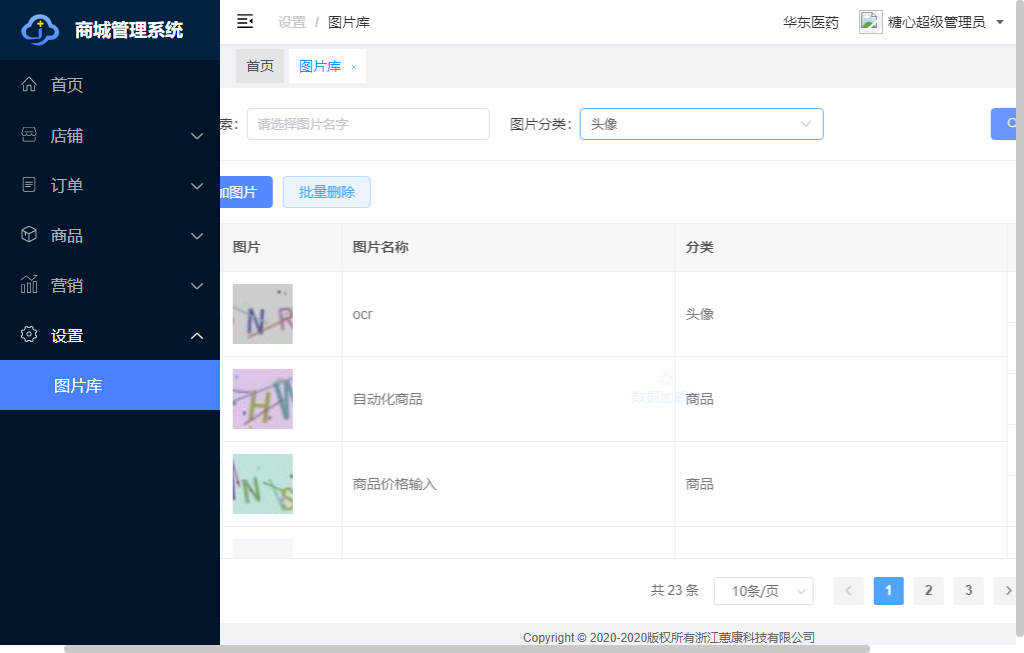 商城管理系统
首页
店铺
订单
商品
营销
设置
图片库
设置 / 图片库
华东医药
糖心超级管理员
首页
图片库 ×
索:
请选择图片名字
图片分类:
头像
加图片
批量删除
图片
图片名称
分类
ocr
头像
自动化商品
数据加载
商品
商品价格输入
商品
共 23 条
10条/页
1
2
3
Copyright © 2020-2020版权所有浙江蒽康科技有限公司